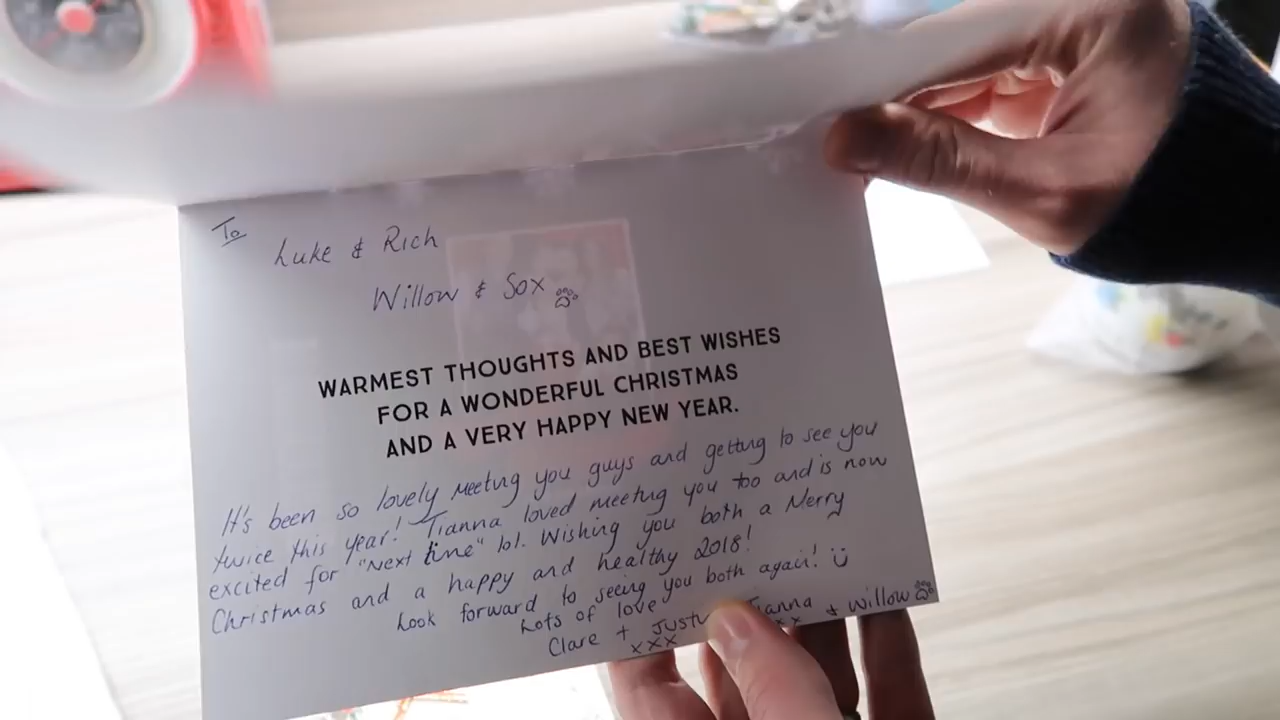 To
Luke & Rich
Willow & Sox
WARMEST THOUGHTS AND BEST WISHES
FOR A WONDERFUL CHRISTMAS
AND A VERY HAPPY NEW YEAR.
It's been so lovely meeting you guys and getting to see you
twice this year! Tianna loved meeting you too and is now
excited for "Next time" lol. Wishing you both a Merry
Christmas and a happy and healthy 2018!
Look forward to seeing you both again!
Lots of love
Clare + Tianna & Willow
xxx xx